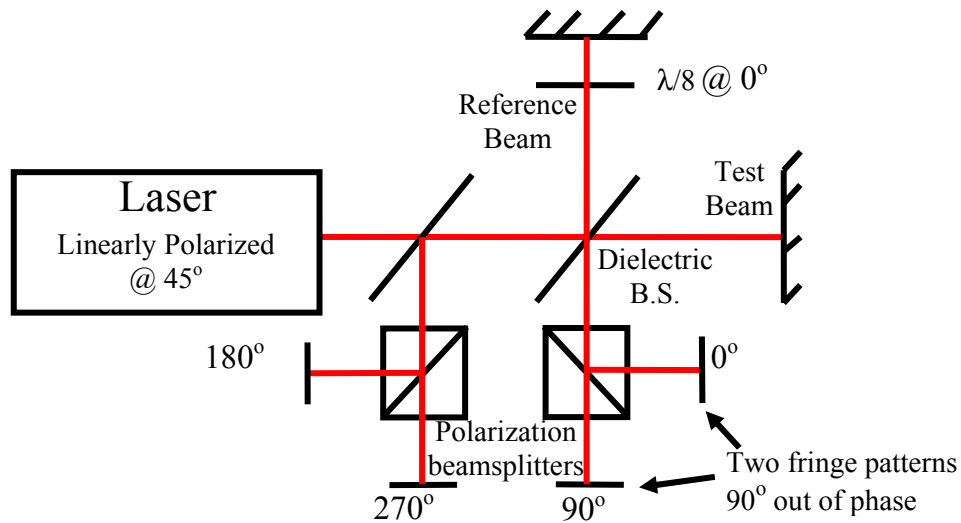 λ/8 @ 0°
Reference
Beam
Laser
Linearly Polarized
@ 45°
Test
Beam
Dielectric
B.S.
180°
0°
Polarization
beamsplitters
270°
90°
Two fringe patterns
90° out of phase